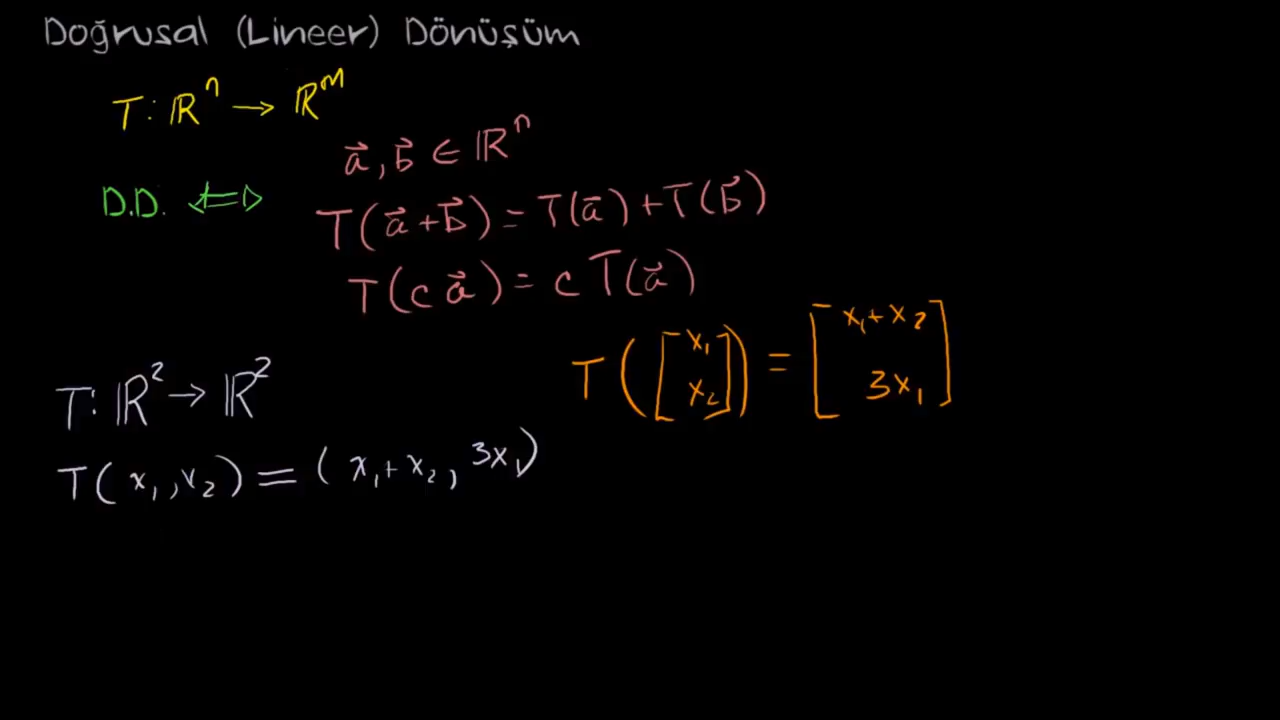 Doğrusal (Lineer) Dönüşüm
T: ℝⁿ → ℝᵐ
a⃗, b⃗ ∈ ℝⁿ
D.D. ⟺
T(a⃗ + b⃗) = T(a⃗) + T(b⃗)
T(c a⃗) = c T(a⃗)
T([x₁ x₂]) = [x₁ + x₂ 3x₁]
T: ℝ² → ℝ²
T(x₁, x₂) = (x₁ + x₂, 3x₁)